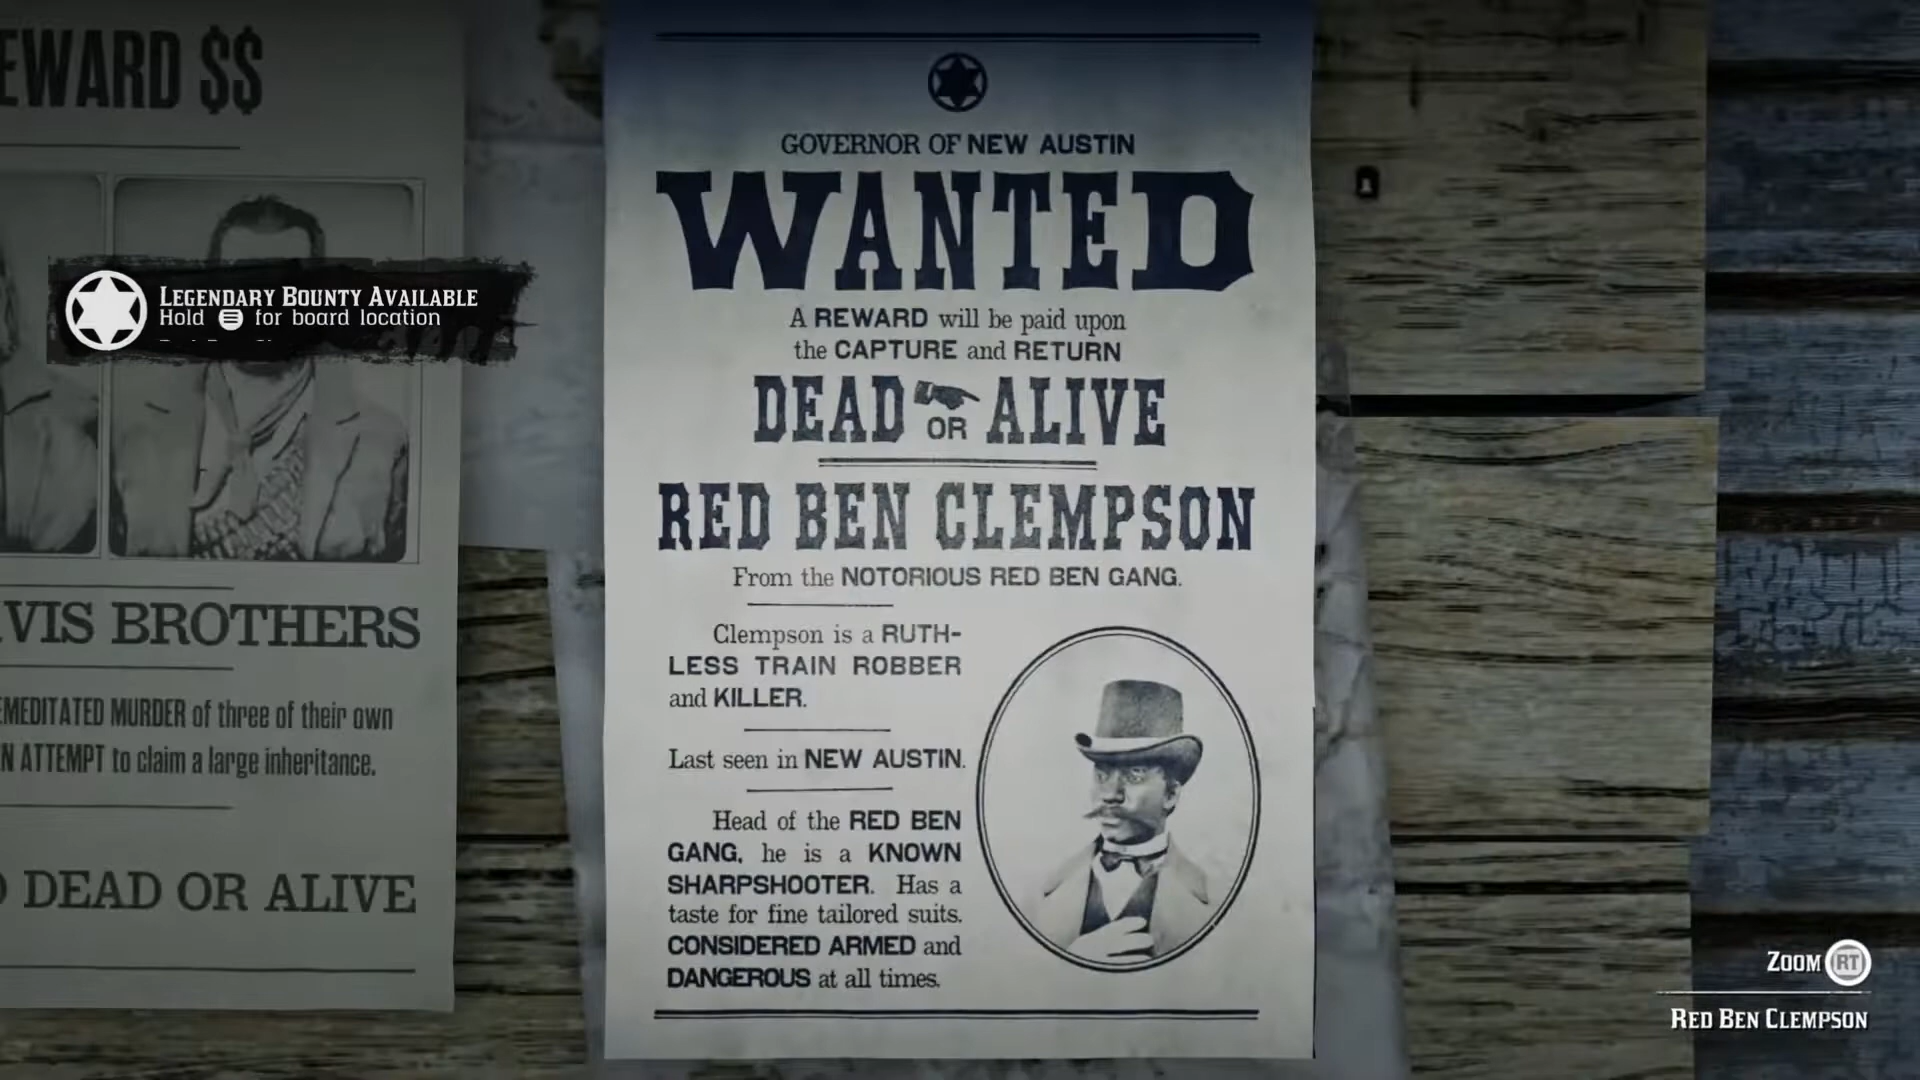 EWARD $$
VIS BROTHERS
EMEDITATED MURDER of three of their own
N ATTEMPT to claim a large inheritance.
DEAD OR ALIVE
LEGENDARY BOUNTY AVAILABLE
Hold for board location
GOVERNOR OF NEW AUSTIN
WANTED
A REWARD will be paid upon
the CAPTURE and RETURN
DEAD OR ALIVE
RED BEN CLEMPSON
From the NOTORIOUS RED BEN GANG.
Clempson is a RUTH-
LESS TRAIN ROBBER
and KILLER.
Last seen in NEW AUSTIN.
Head of the RED BEN
GANG, he is a KNOWN
SHARPSHOOTER. Has a
taste for fine tailored suits.
CONSIDERED ARMED and
DANGEROUS at all times.
ZOOM RT
RED BEN CLEMPSON